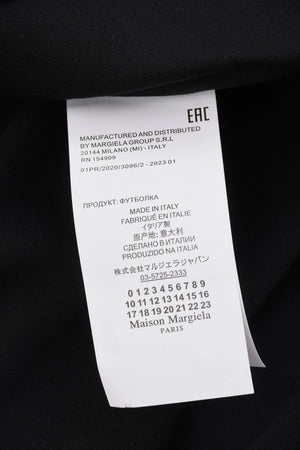 EAC
MANUFACTURED AND DISTRIBUTED
BY MARGIELA GROUP S.R.L
20144 MILANO (MI) - ITALY
RN 154909
01PR/2020/3096/2 - 2023 01
ПРОДУКТ: ФУТБОЛКА
MADE IN ITALY
FABRIQUÉ EN ITALIE
イタリア製
原产地: 意大利
СДЕЛАНО В ИТАЛИИ
PRODUZIDO NA ITALIA
株式会社マルジェラジャパン
03-5725-2333
0 1 2 3 4 5 6 7 8 9
10 11 12 13 14 15 16
17 18 19 20 21 22 23
Maison Margiela
PARIS